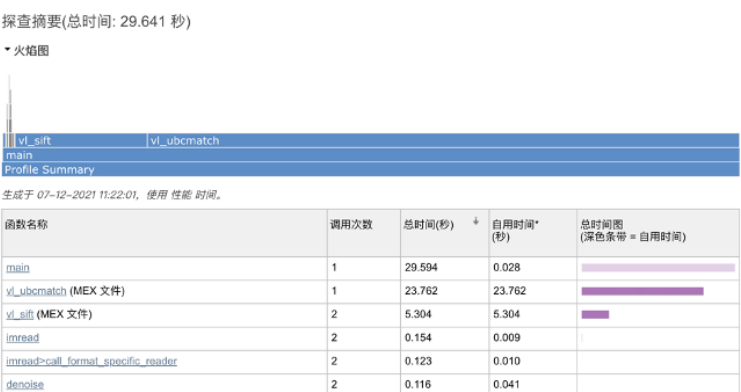 探查摘要(总时间: 29.641 秒)
火焰图
vl_sift vl_ubcmatch
main
Profile Summary
生成于 07-12-2021 11:22:01, 使用 性能 时间。
函数名称 调用次数 总时间(秒) 自用时间* 总时间图
(秒) (深色条带 = 自用时间)
main 1 29.594 0.028
vl_ubcmatch (MEX 文件) 1 23.762 23.762
vl_sift (MEX 文件) 2 5.304 5.304
imread 2 0.154 0.009
imread>call_format_specific_reader 2 0.123 0.010
denoise 2 0.116 0.041